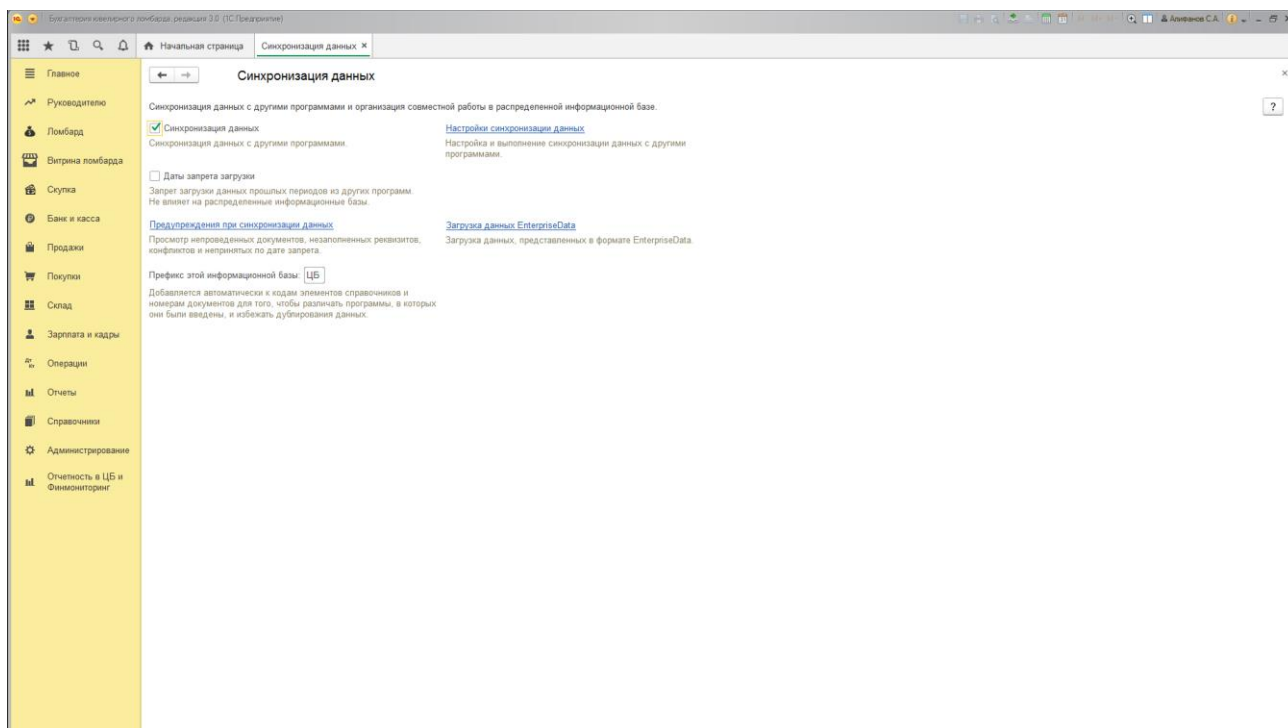 Бухгалтерия ювелирного ломбарда, редакция 3.0 (1С:Предприятие)
Алифанов С.А.
Начальная страница
Синхронизация данных ×
Главное
Руководителю
Ломбард
Витрина ломбарда
Скупка
Банк и касса
Продажи
Покупки
Склад
Зарплата и кадры
Операции
Отчеты
Справочники
Администрирование
Отчетность в ЦБ и
Финмониторинг
Синхронизация данных
Синхронизация данных с другими программами и организация совместной работы в распределенной информационной базе.
?
Синхронизация данных
Синхронизация данных с другими программами.
Настройки синхронизации данных
Настройка и выполнение синхронизации данных с другими
программами.
Даты запрета загрузки
Запрет загрузки данных прошлых периодов из других программ.
Не влияет на распределенные информационные базы.
Предупреждения при синхронизации данных
Просмотр непроведенных документов, незаполненных реквизитов,
конфликтов и непринятых по дате запрета.
Загрузка данных EnterpriseData
Загрузка данных, представленных в формате EnterpriseData.
Префикс этой информационной базы: ЦБ
Добавляется автоматически к кодам элементов справочников и
номерам документов для того, чтобы различать программы, в которых
они были введены, и избежать дублирования данных.